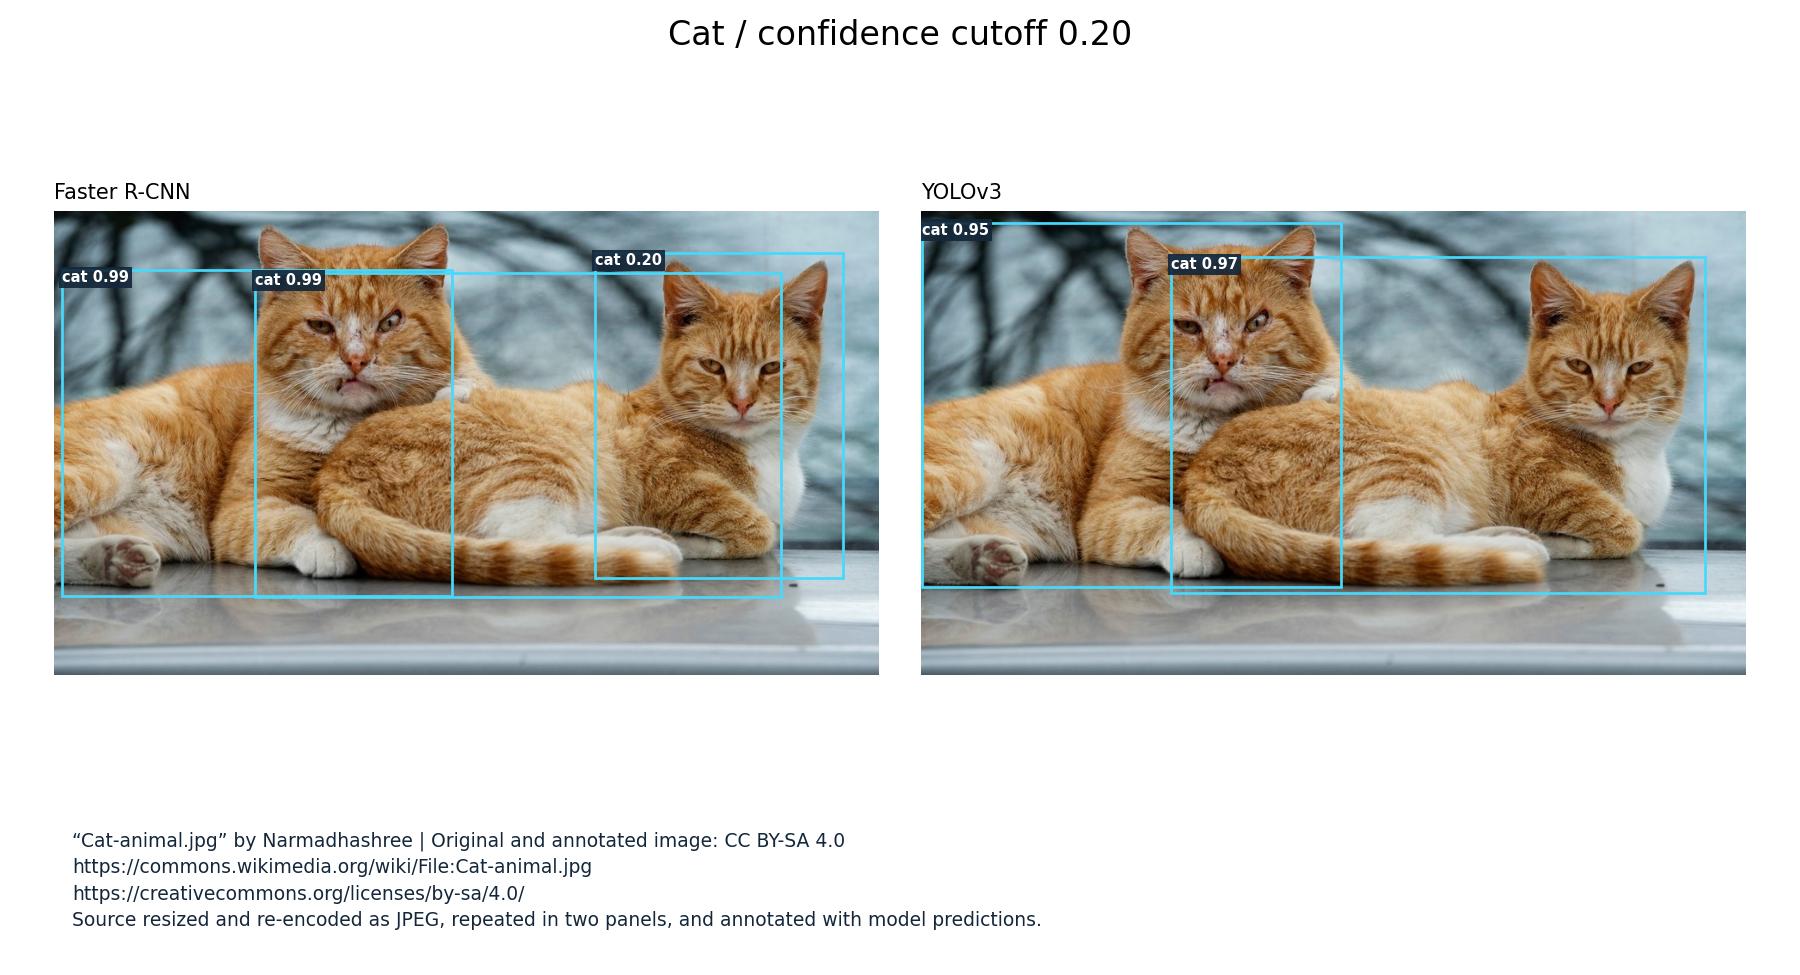 Cat / confidence cutoff 0.20
Faster R-CNN
cat 0.99
cat 0.99
cat 0.20
YOLOv3
cat 0.95
cat 0.97
“Cat-animal.jpg” by Narmadhashree | Original and annotated image: CC BY-SA 4.0
https://commons.wikimedia.org/wiki/File:Cat-animal.jpg
https://creativecommons.org/licenses/by-sa/4.0/
Source resized and re-encoded as JPEG, repeated in two panels, and annotated with model predictions.